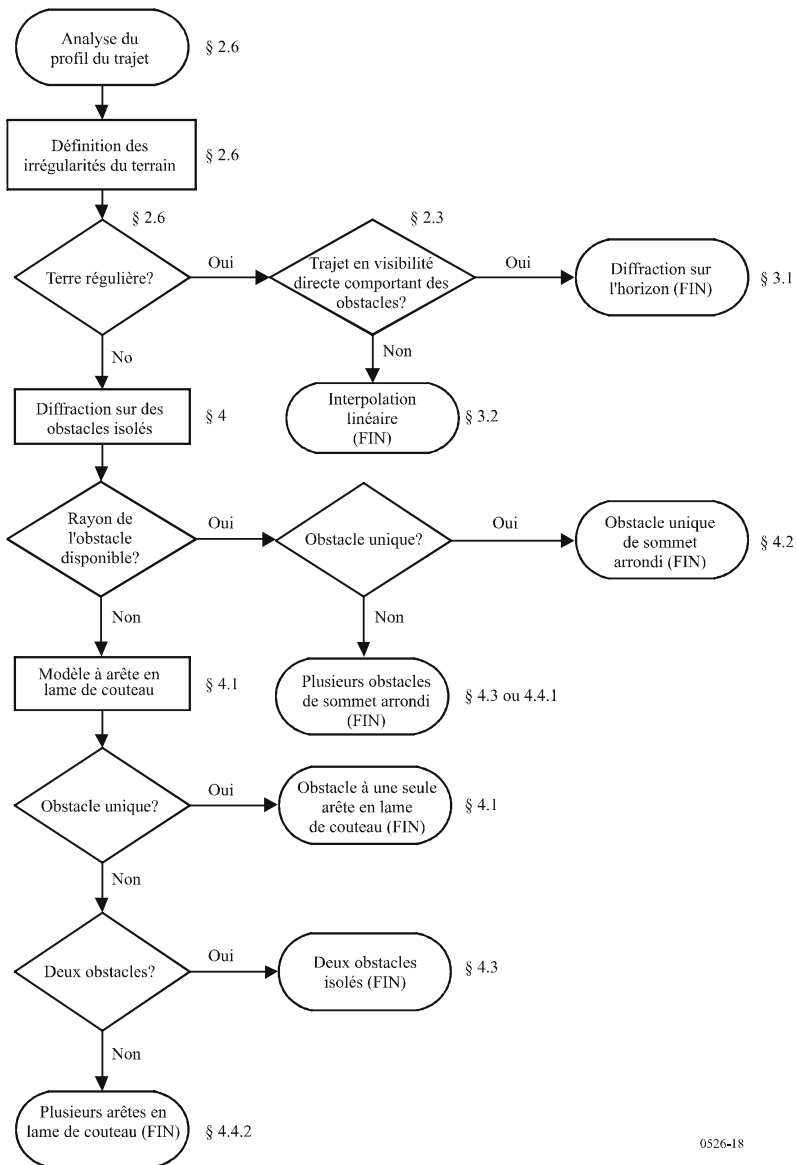 Analyse du
profil du trajet
§ 2.6
Définition des
irrégularités du terrain
§ 2.6
§ 2.6
Terre régulière?
Oui
§ 2.3
Trajet en visibilité
directe comportant des
obstacles?
Oui
Diffraction sur
l'horizon (FIN)
§ 3.1
No
Non
Diffraction sur des
obstacles isolés
§ 4
Interpolation
linéaire
(FIN)
§ 3.2
Rayon de
l'obstacle
disponible?
Oui
Obstacle unique?
Oui
Obstacle unique
de sommet
arrondi (FIN)
§ 4.2
Non
Non
Modèle à arête en
lame de couteau
§ 4.1
Plusieurs obstacles
de sommet arrondi
(FIN)
§ 4.3 ou 4.4.1
Obstacle unique?
Oui
Obstacle à une seule
arête en lame
de couteau (FIN)
§ 4.1
Non
Deux obstacles?
Oui
Deux obstacles
isolés (FIN)
§ 4.3
Non
Plusieurs arêtes en
lame de couteau (FIN)
§ 4.4.2
0526-18